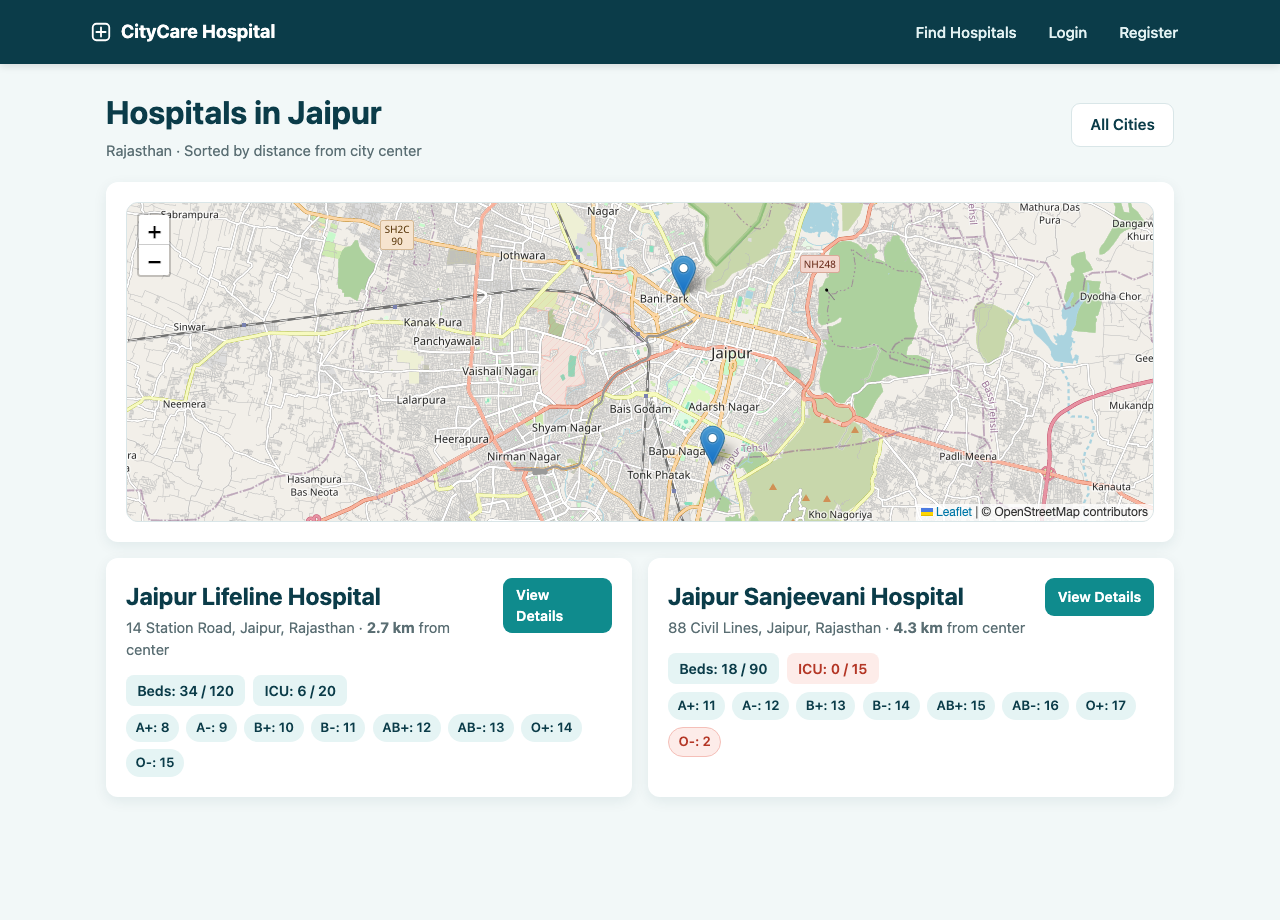 CityCare Hospital
Find Hospitals
Login
Register
Hospitals in Jaipur
All Cities
Rajasthan · Sorted by distance from city center
+
−
Sabrampura
SH2C
90
Nagar
Mathura Das
Pura
Jothwara
NH248
Bani Park
Dyodha Chor
Sinwar
Kanak Pura
Panchyawala
Jaipur
Vaishali Nagar
Neemera
Lalarpura
Bais Godam
Adarsh Nagar
Shyam Nagar
Heerapura
Bapu Naga
Jaipur Tehsil
Bassi Tehsil
Tehsil
Nirman Nagar
Padli Meena
Tonk Phatak
Hasampura
Bas Neota
Kanauta
Kho Nagoriya
Leaflet | © OpenStreetMap contributors
Jaipur Lifeline Hospital
View
Details
14 Station Road, Jaipur, Rajasthan · 2.7 km from
center
Beds: 34 / 120
ICU: 6 / 20
A+: 8
A-: 9
B+: 10
B-: 11
AB+: 12
AB-: 13
O+: 14
O-: 15
Jaipur Sanjeevani Hospital
View Details
88 Civil Lines, Jaipur, Rajasthan · 4.3 km from center
Beds: 18 / 90
ICU: 0 / 15
A+: 11
A-: 12
B+: 13
B-: 14
AB+: 15
AB-: 16
O+: 17
O-: 2